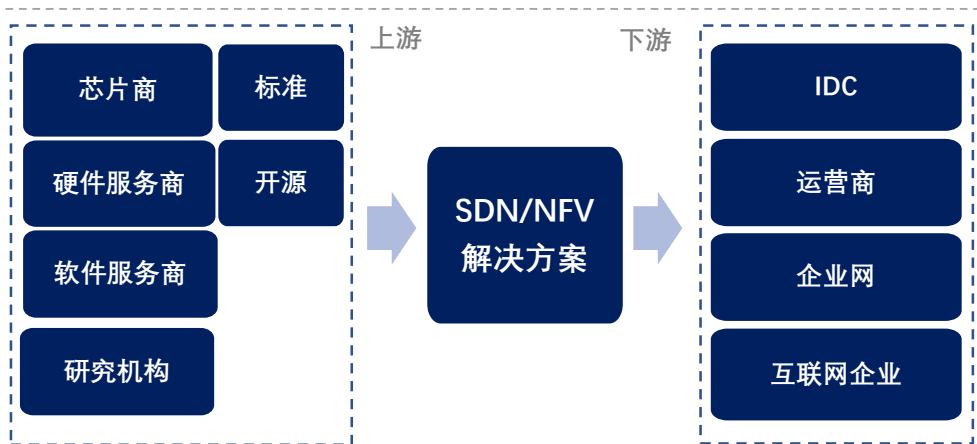 上游
下游
芯片商
标准
硬件服务商
开源
软件服务商
研究机构
SDN/NFV
解决方案
IDC
运营商
企业网
互联网企业